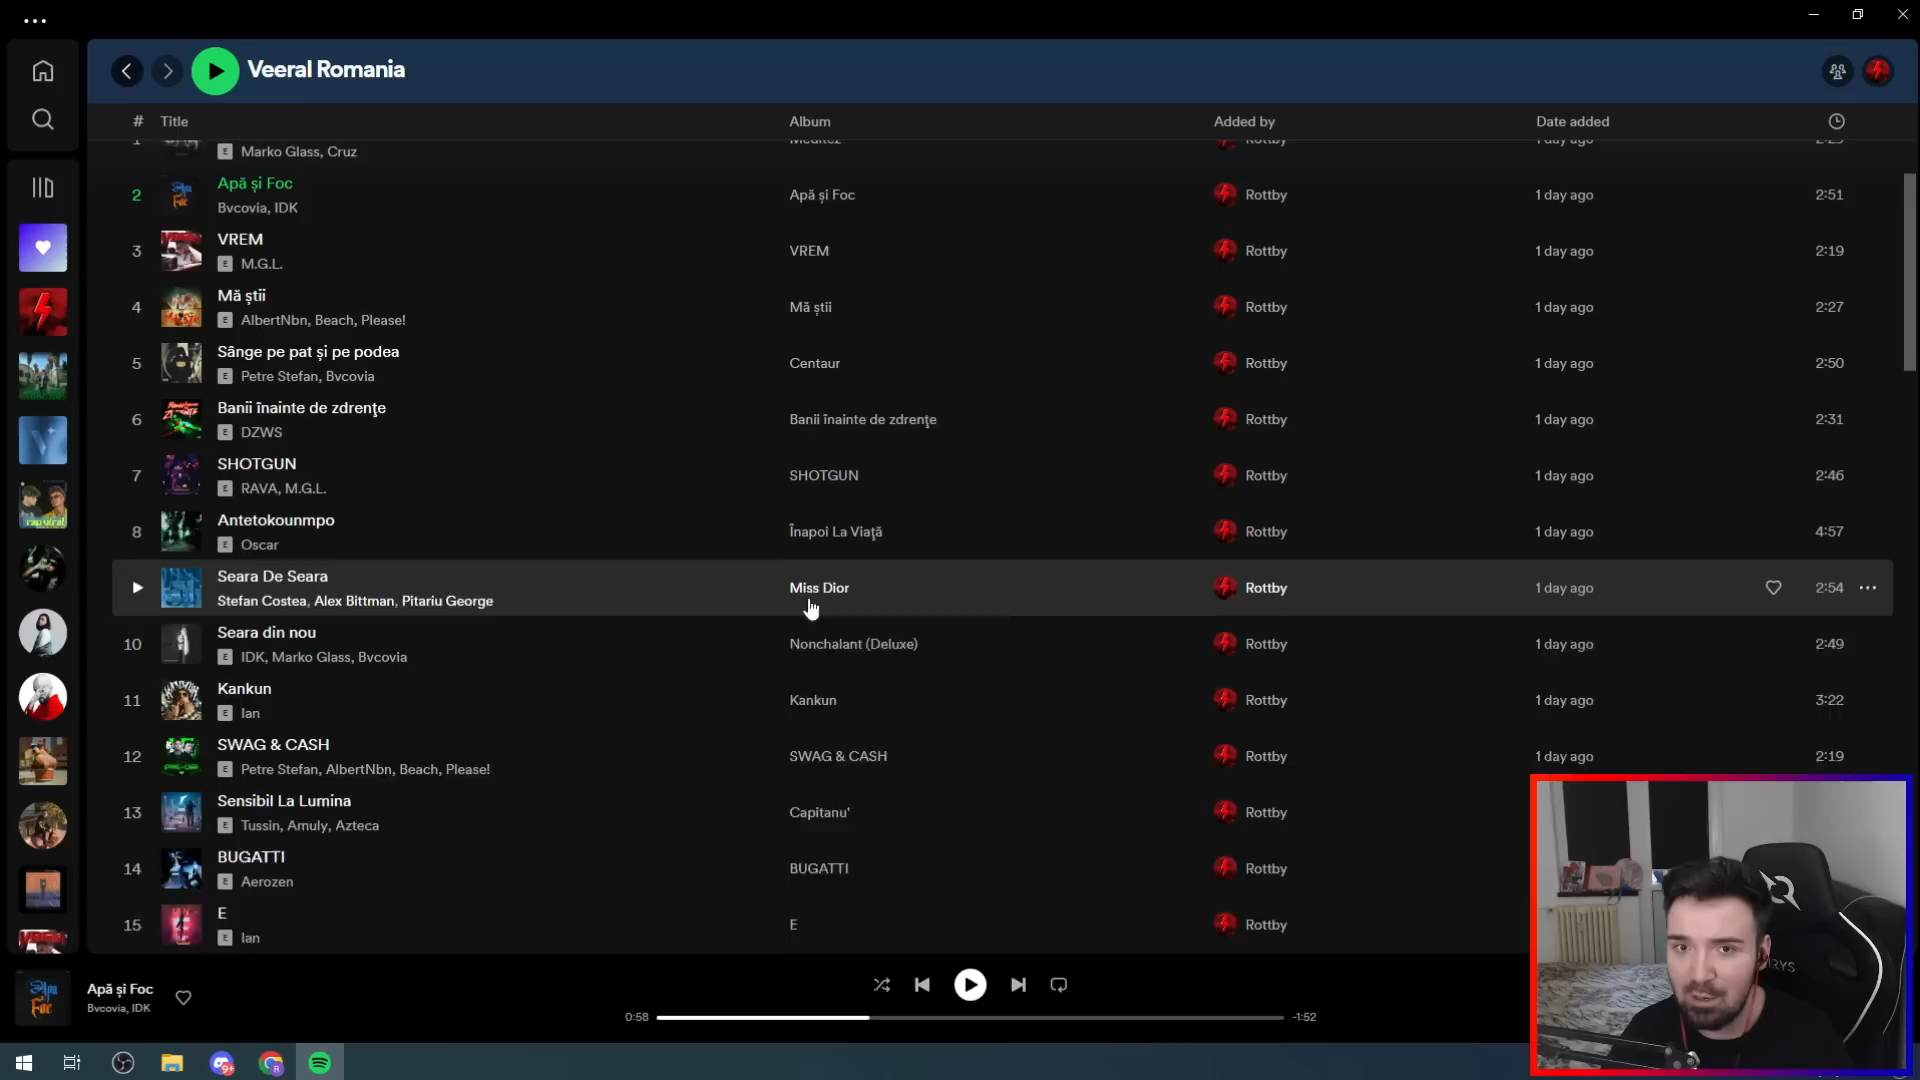 Veeral Romania
# Title Album Added by Date added
1 E Marko Glass, Cruz Meditez Rottby 1 day ago
Apă și Foc
2 Apă și Foc Rottby 1 day ago 2:51
Bvcovia, IDK
VREM
3 VREM Rottby 1 day ago 2:19
E M.G.L.
Mă știi
4 Mă știi Rottby 1 day ago 2:27
E AlbertNbn, Beach, Please!
Sânge pe pat și pe podea
5 Centaur Rottby 1 day ago 2:50
E Petre Stefan, Bvcovia
Banii înainte de zdrențe
6 Banii înainte de zdrențe Rottby 1 day ago 2:31
E DZWS
SHOTGUN
7 SHOTGUN Rottby 1 day ago 2:46
E RAVA, M.G.L.
Antetokounmpo
8 Înapoi La Viață Rottby 1 day ago 4:57
E Oscar
Seara De Seara
Miss Dior Rottby 1 day ago 2:54
Stefan Costea, Alex Bittman, Pitariu George
Seara din nou
10 Nonchalant (Deluxe) Rottby 1 day ago 2:49
E IDK, Marko Glass, Bvcovia
Kankun
11 Kankun Rottby 1 day ago 3:22
E Ian
SWAG & CASH
12 SWAG & CASH Rottby 1 day ago 2:19
E Petre Stefan, AlbertNbn, Beach, Please!
Sensibil La Lumina
13 Capitanu' Rottby
E Tussin, Amuly, Azteca
BUGATTI
14 BUGATTI Rottby
E Aerozen
E
15 E Rottby
E Ian
Apă și Foc
Bvcovia, IDK
0:58 -1:52
9+